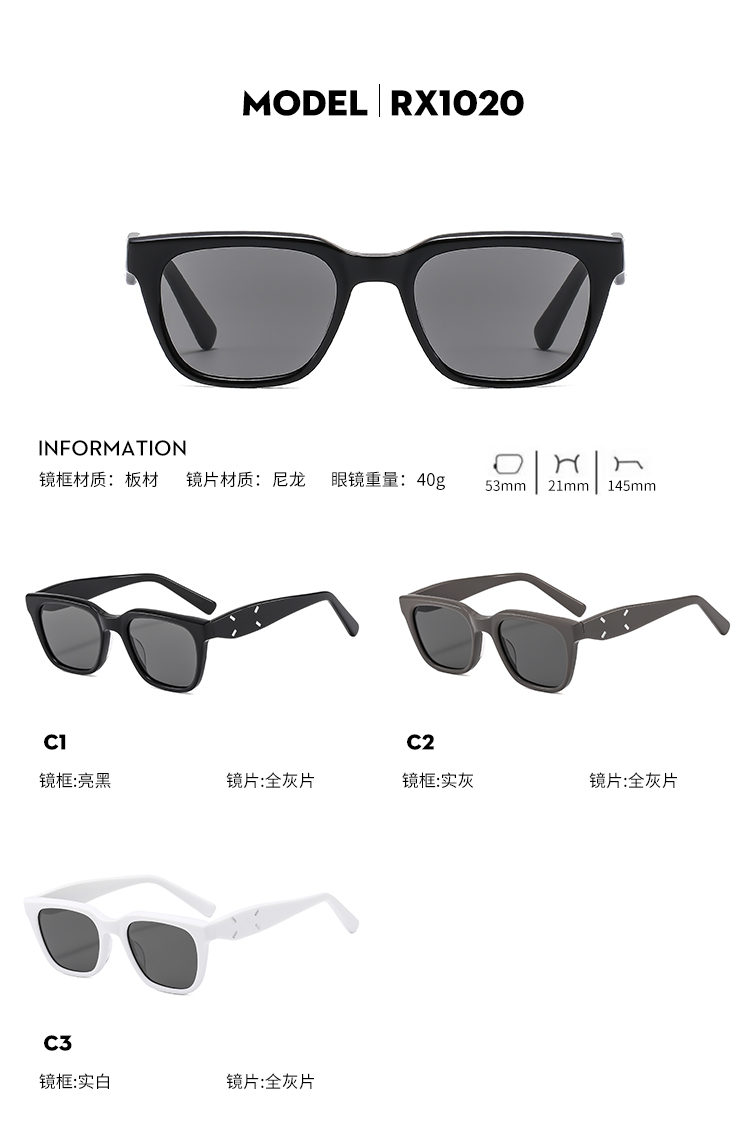 MODEL | RX1020
INFORMATION
镜框材质：板材 镜片材质：尼龙 眼镜重量：40g
53mm 21mm 145mm
C1 C2
镜框:亮黑 镜片:全灰片 镜框:实灰 镜片:全灰片
C3
镜框:实白 镜片:全灰片